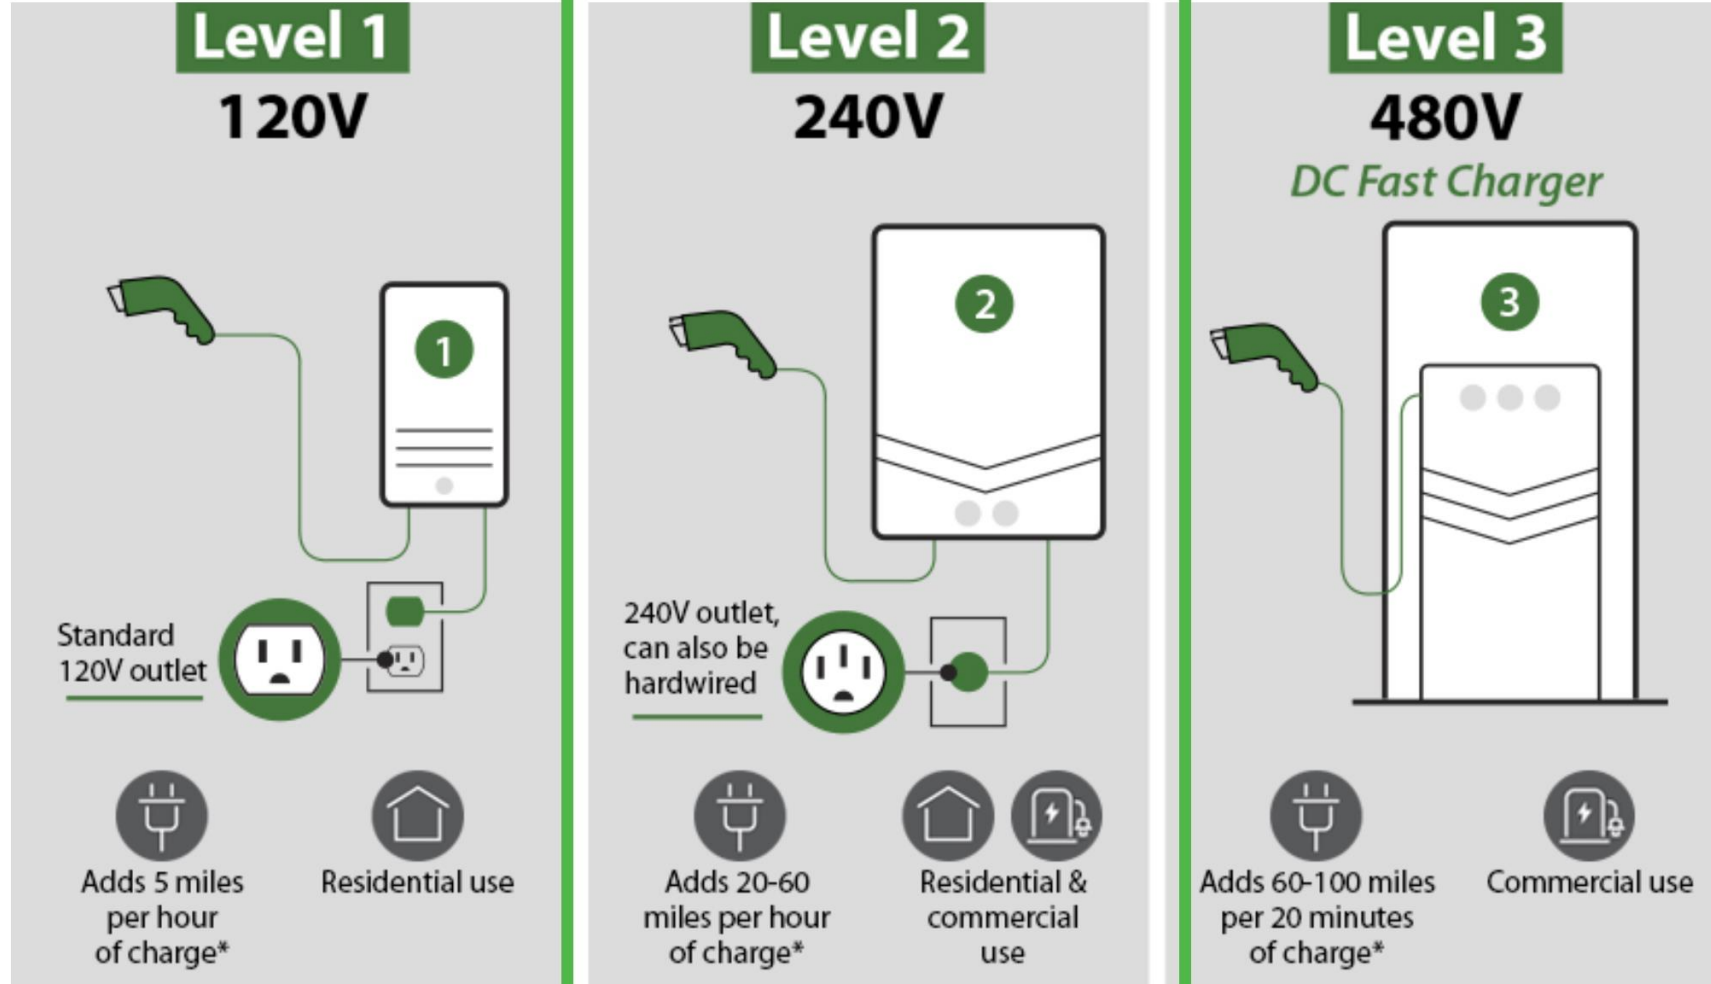 Level 1
120V
1
Standard
120V outlet
Adds 5 miles
per hour
of charge*
Residential use
Level 2
240V
2
240V outlet,
can also be
hardwired
Adds 20-60
miles per hour
of charge*
Residential &
commercial
use
Level 3
480V
DC Fast Charger
3
Adds 60-100 miles
per 20 minutes
of charge*
Commercial use